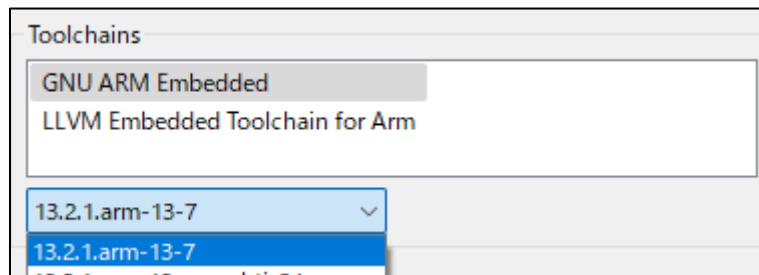 Toolchains
GNU ARM Embedded
LLVM Embedded Toolchain for Arm
13.2.1.arm-13-7
13.2.1.arm-13-7